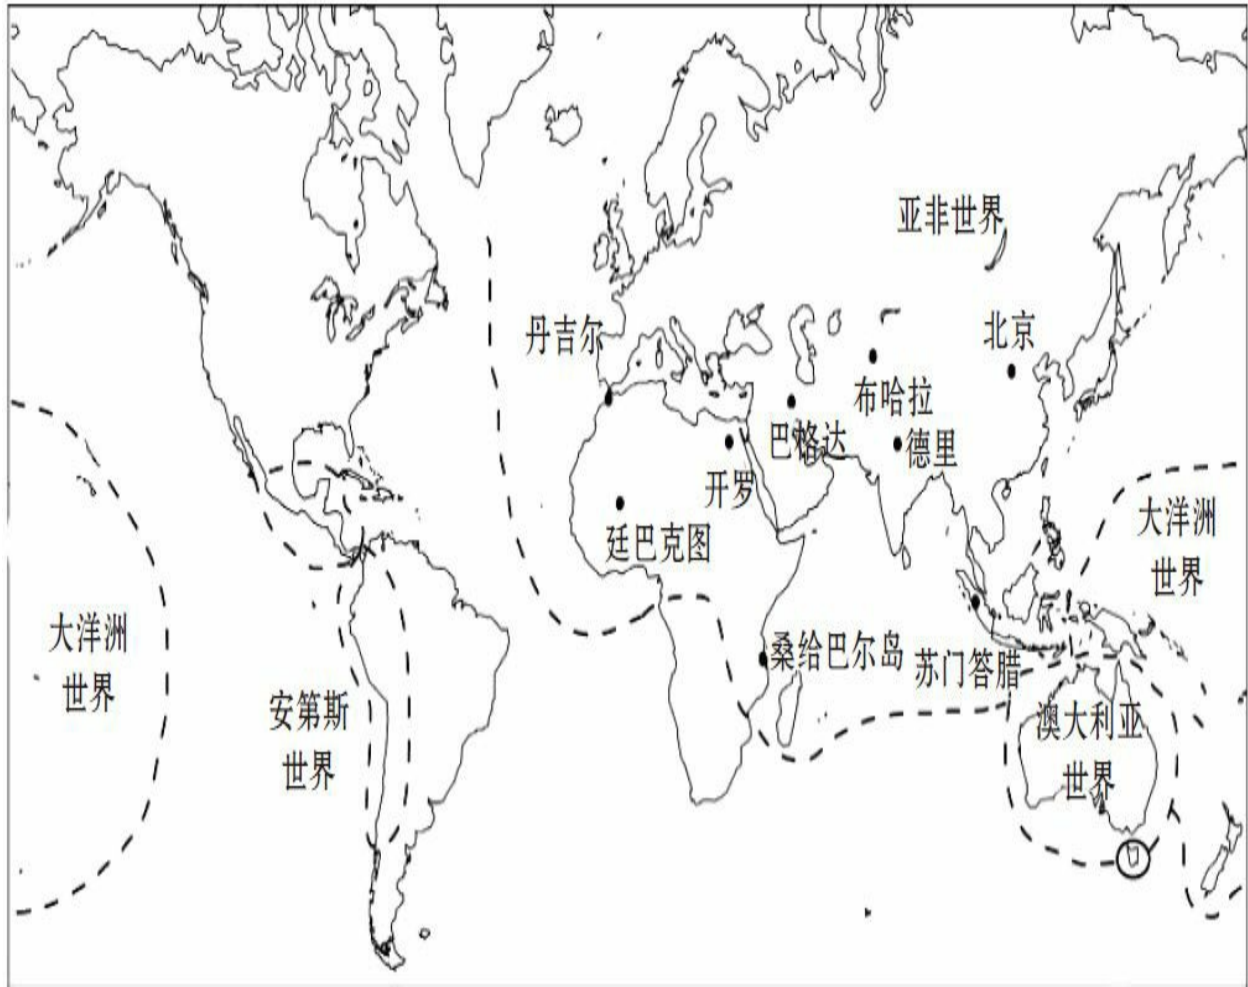 亚非世界
丹吉尔
北京
布哈拉
巴格达
德里
开罗
廷巴克图
大洋洲
世界
大洋洲
世界
桑给巴尔岛
苏门答腊
安第斯
世界
澳大利亚
世界